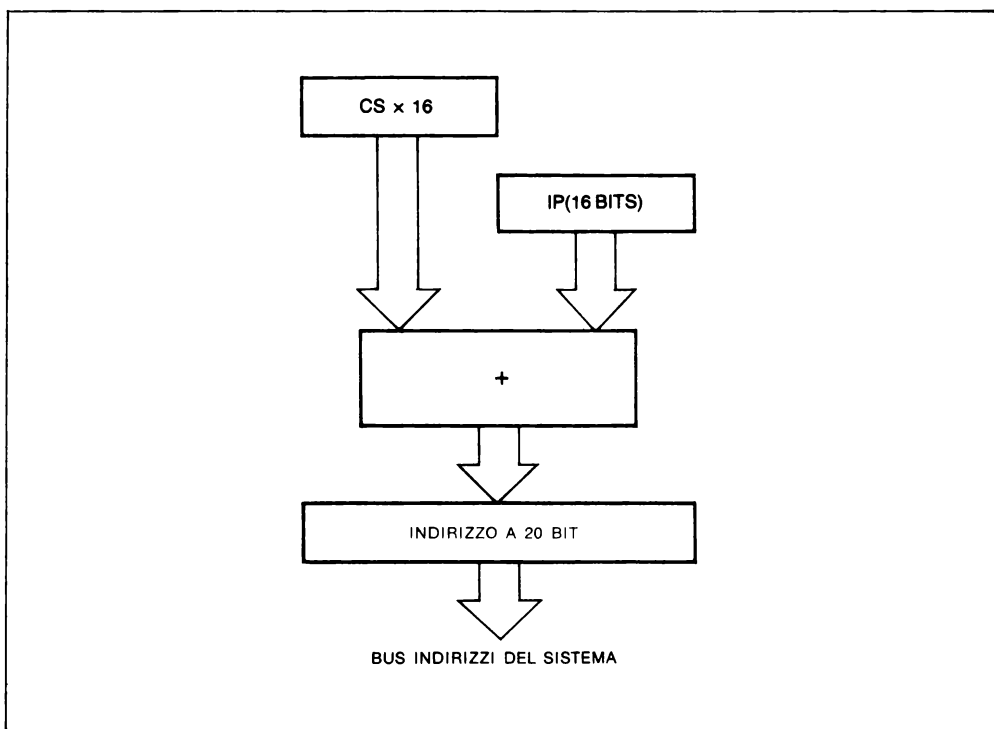 CS × 16
IP(16 BITS)
+
INDIRIZZO A 20 BIT
BUS INDIRIZZI DEL SISTEMA